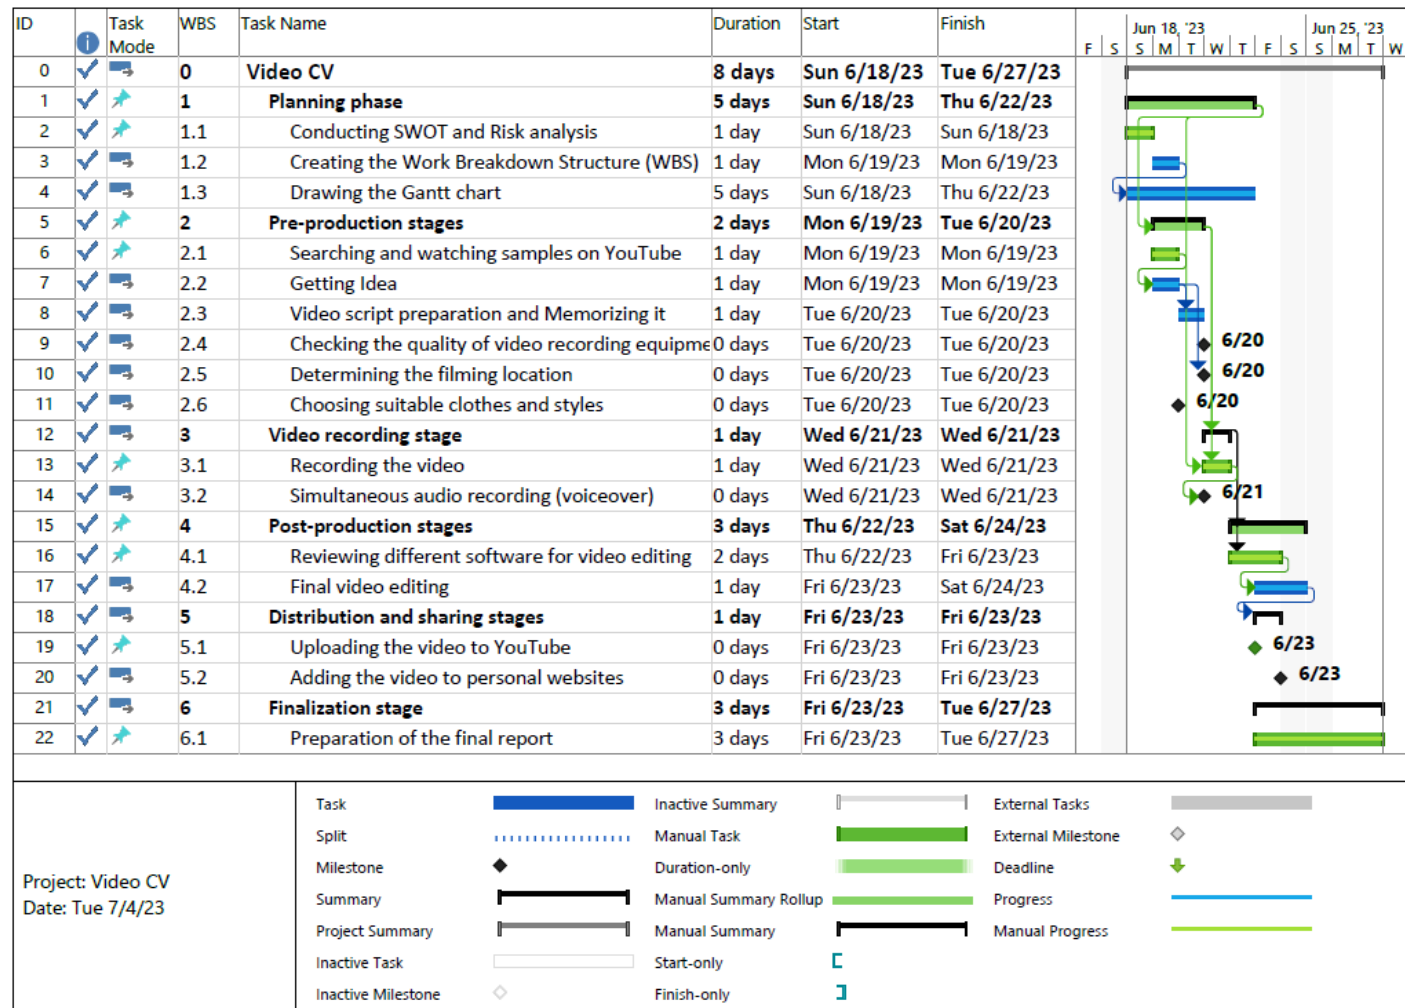 ID Task Mode WBS Task Name Duration Start Finish Jun 18, '23 Jun 25, '23
F S S M T W T F S S M T W
0 0 Video CV 8 days Sun 6/18/23 Tue 6/27/23
1 1 Planning phase 5 days Sun 6/18/23 Thu 6/22/23
2 1.1 Conducting SWOT and Risk analysis 1 day Sun 6/18/23 Sun 6/18/23
3 1.2 Creating the Work Breakdown Structure (WBS) 1 day Mon 6/19/23 Mon 6/19/23
4 1.3 Drawing the Gantt chart 5 days Sun 6/18/23 Thu 6/22/23
5 2 Pre-production stages 2 days Mon 6/19/23 Tue 6/20/23
6 2.1 Searching and watching samples on YouTube 1 day Mon 6/19/23 Mon 6/19/23
7 2.2 Getting Idea 1 day Mon 6/19/23 Mon 6/19/23
8 2.3 Video script preparation and Memorizing it 1 day Tue 6/20/23 Tue 6/20/23
9 2.4 Checking the quality of video recording equipme 0 days Tue 6/20/23 Tue 6/20/23 6/20
10 2.5 Determining the filming location 0 days Tue 6/20/23 Tue 6/20/23 6/20
11 2.6 Choosing suitable clothes and styles 0 days Tue 6/20/23 Tue 6/20/23 6/20
12 3 Video recording stage 1 day Wed 6/21/23 Wed 6/21/23
13 3.1 Recording the video 1 day Wed 6/21/23 Wed 6/21/23
14 3.2 Simultaneous audio recording (voiceover) 0 days Wed 6/21/23 Wed 6/21/23 6/21
15 4 Post-production stages 3 days Thu 6/22/23 Sat 6/24/23
16 4.1 Reviewing different software for video editing 2 days Thu 6/22/23 Fri 6/23/23
17 4.2 Final video editing 1 day Fri 6/23/23 Sat 6/24/23
18 5 Distribution and sharing stages 1 day Fri 6/23/23 Fri 6/23/23
19 5.1 Uploading the video to YouTube 0 days Fri 6/23/23 Fri 6/23/23 6/23
20 5.2 Adding the video to personal websites 0 days Fri 6/23/23 Fri 6/23/23 6/23
21 6 Finalization stage 3 days Fri 6/23/23 Tue 6/27/23
22 6.1 Preparation of the final report 3 days Fri 6/23/23 Tue 6/27/23
Project: Video CV
Date: Tue 7/4/23
Task Inactive Summary External Tasks
Split Manual Task External Milestone
Milestone Duration-only Deadline
Summary Manual Summary Rollup Progress
Project Summary Manual Summary Manual Progress
Inactive Task Start-only
Inactive Milestone Finish-only